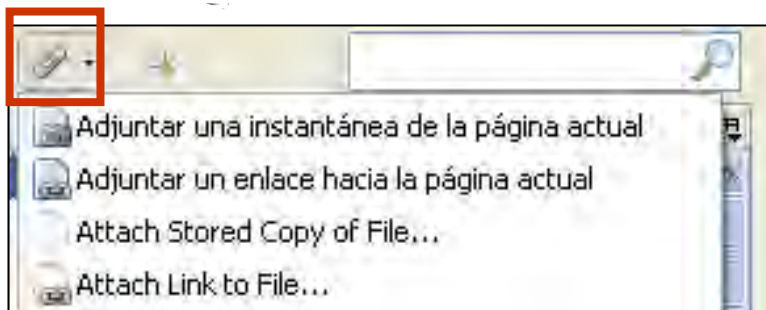 Adjuntar una instantánea de la página actual
Adjuntar un enlace hacia la página actual
Attach Stored Copy of File...
Attach Link to File...